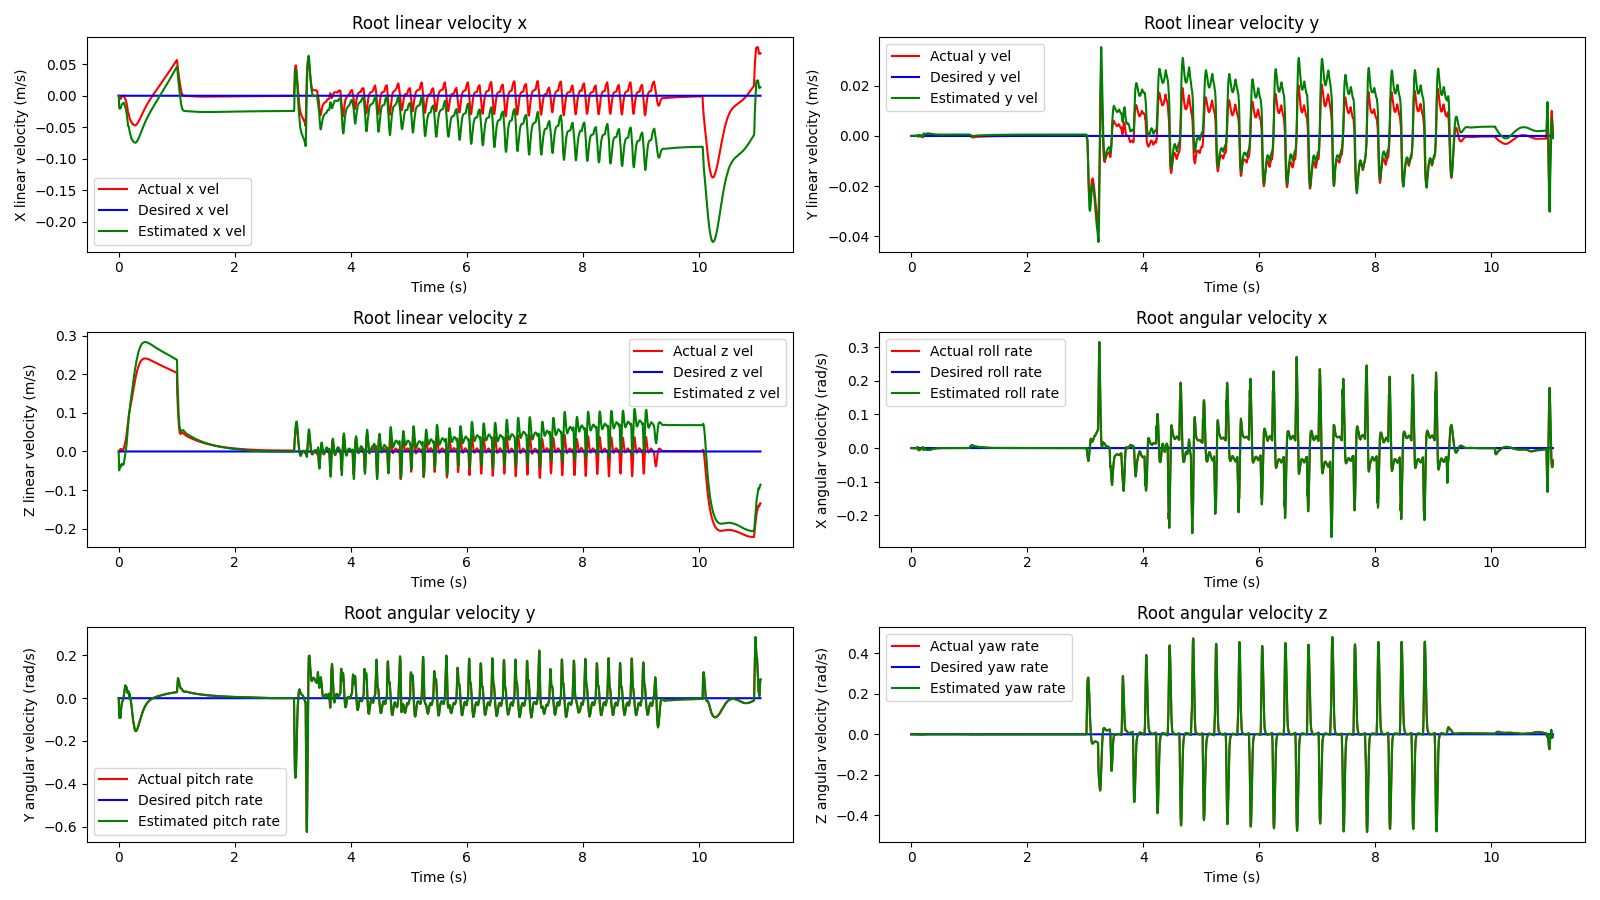 Root linear velocity x
0.05
0.00
−0.05
−0.10
−0.15
−0.20
X linear velocity (m/s)
Actual x vel
Desired x vel
Estimated x vel
0 2 4 6 8 10
Time (s)
Root linear velocity y
0.02
0.00
−0.02
−0.04
Y linear velocity (m/s)
Actual y vel
Desired y vel
Estimated y vel
0 2 4 6 8 10
Time (s)
Root linear velocity z
0.3
0.2
0.1
0.0
−0.1
−0.2
Z linear velocity (m/s)
Actual z vel
Desired z vel
Estimated z vel
0 2 4 6 8 10
Time (s)
Root angular velocity x
0.3
0.2
0.1
0.0
−0.1
−0.2
X angular velocity (rad/s)
Actual roll rate
Desired roll rate
Estimated roll rate
0 2 4 6 8 10
Time (s)
Root angular velocity y
0.2
0.0
−0.2
−0.4
−0.6
Y angular velocity (rad/s)
Actual pitch rate
Desired pitch rate
Estimated pitch rate
0 2 4 6 8 10
Time (s)
Root angular velocity z
0.4
0.2
0.0
−0.2
−0.4
Z angular velocity (rad/s)
Actual yaw rate
Desired yaw rate
Estimated yaw rate
0 2 4 6 8 10
Time (s)